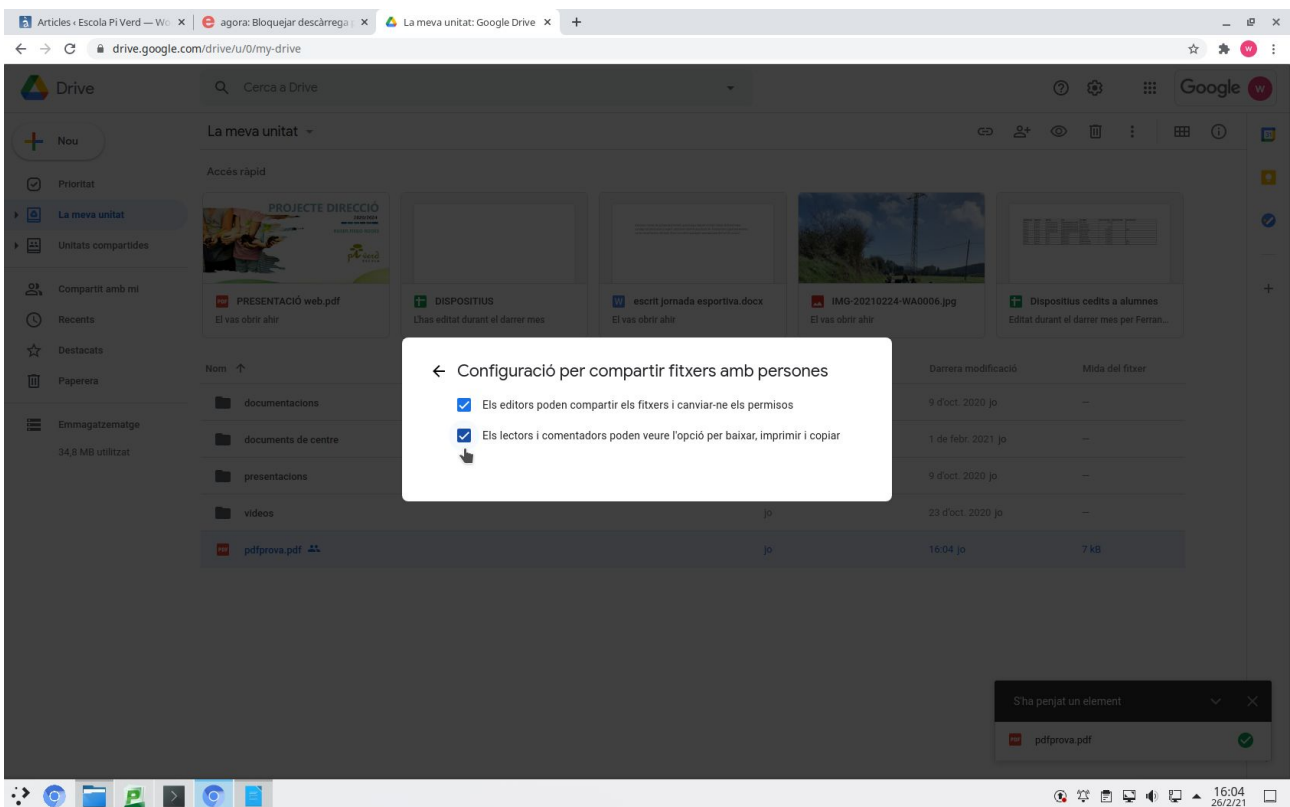 Articles ‹ Escola Pi Verd — Wo
agora: Bloquejar descàrrega
La meva unitat: Google Drive
drive.google.com/drive/u/0/my-drive
W
Drive
Cerca a Drive
Google
W
Nou
La meva unitat
Prioritat
La meva unitat
Unitats compartides
Compartit amb mi
Recents
Destacats
Paperera
Emmagatzematge
34,8 MB utilitzat
Accés ràpid
PROJECTE DIRECCIÓ
pi verd
PDF PRESENTACIÓ web.pdf
El vas obrir ahir
DISPOSITIUS
L'has editat durant el darrer mes
W escrit jornada esportiva.docx
El vas obrir ahir
IMG-20210224-WA0006.jpg
El vas obrir ahir
Dispositius cedits a alumnes
Editat durant el darrer mes per Ferran...
Nom
Darrera modificació
Mida del fitxer
documentacions
9 d'oct. 2020 jo
—
documents de centre
1 de febr. 2021 jo
—
presentacions
9 d'oct. 2020 jo
—
videos
jo
23 d'oct. 2020 jo
—
PDF pdfprova.pdf
jo
16:04 jo
7 kB
Configuració per compartir fitxers amb persones
Els editors poden compartir els fitxers i canviar-ne els permisos
Els lectors i comentadors poden veure l'opció per baixar, imprimir i copiar
S'ha penjat un element
PDF pdfprova.pdf
16:04
26/2/21